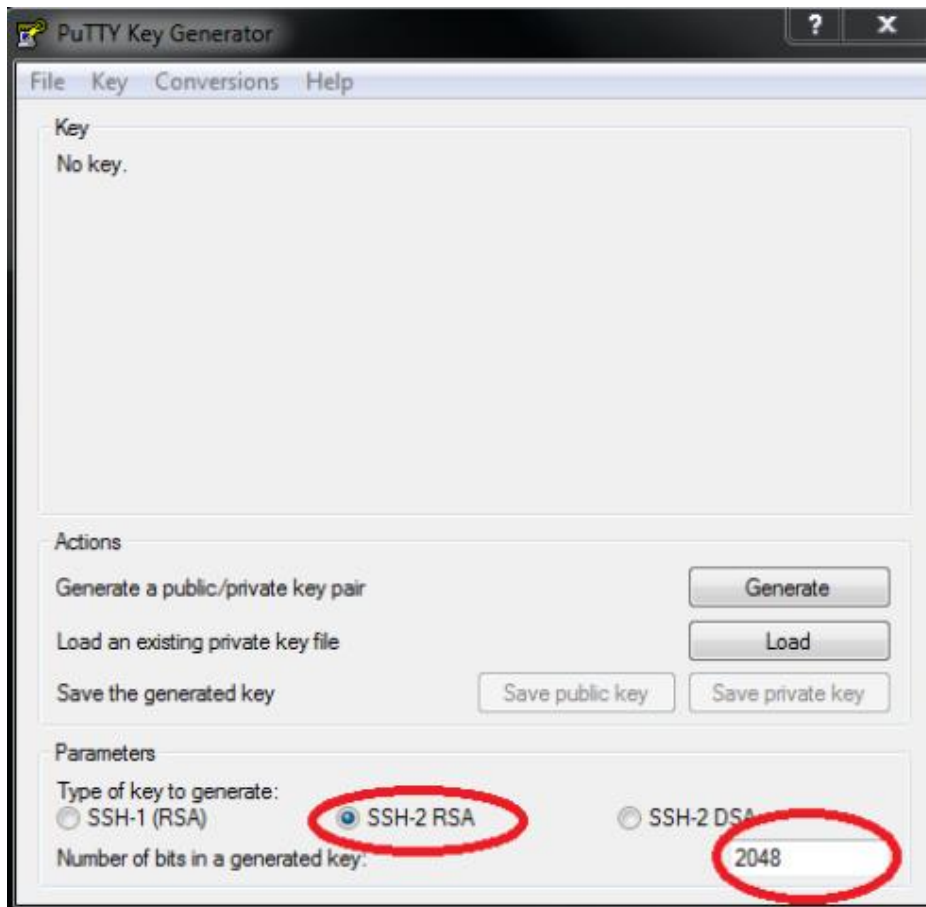 PuTTY Key Generator
?
X
File Key Conversions Help
Key
No key.
Actions
Generate a public/private key pair Generate
Load an existing private key file Load
Save the generated key Save public key Save private key
Parameters
Type of key to generate:
SSH-1 (RSA) SSH-2 RSA SSH-2 DSA
Number of bits in a generated key: 2048